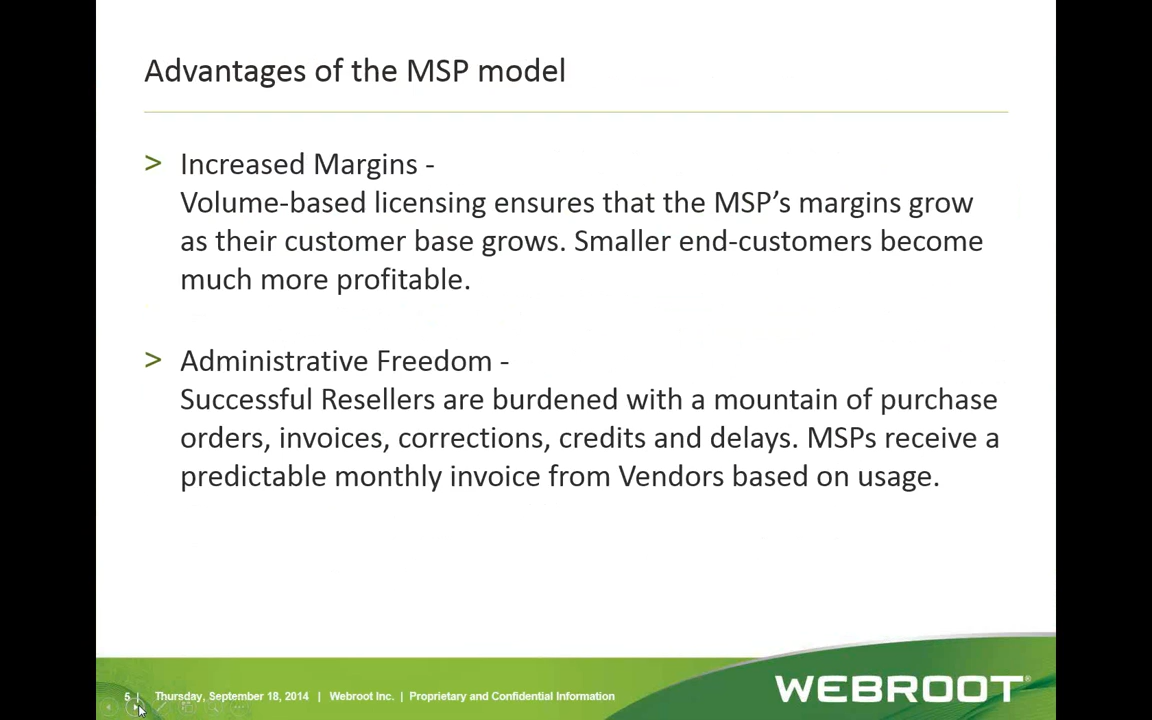 Advantages of the MSP model
> Increased Margins -
Volume-based licensing ensures that the MSP’s margins grow
as their customer base grows. Smaller end-customers become
much more profitable.
> Administrative Freedom -
Successful Resellers are burdened with a mountain of purchase
orders, invoices, corrections, credits and delays. MSPs receive a
predictable monthly invoice from Vendors based on usage.
5 | Thursday, September 18, 2014 | Webroot Inc. | Proprietary and Confidential Information
WEBROOT®